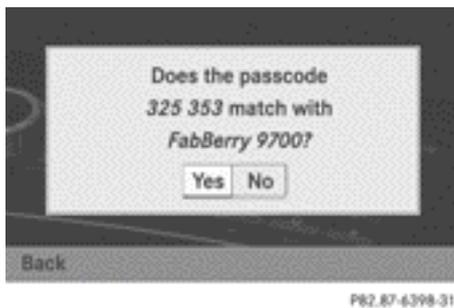 Does the passcode
325 353 match with
FabBerry 9700?
Yes No
Back
P82.87-6398-31